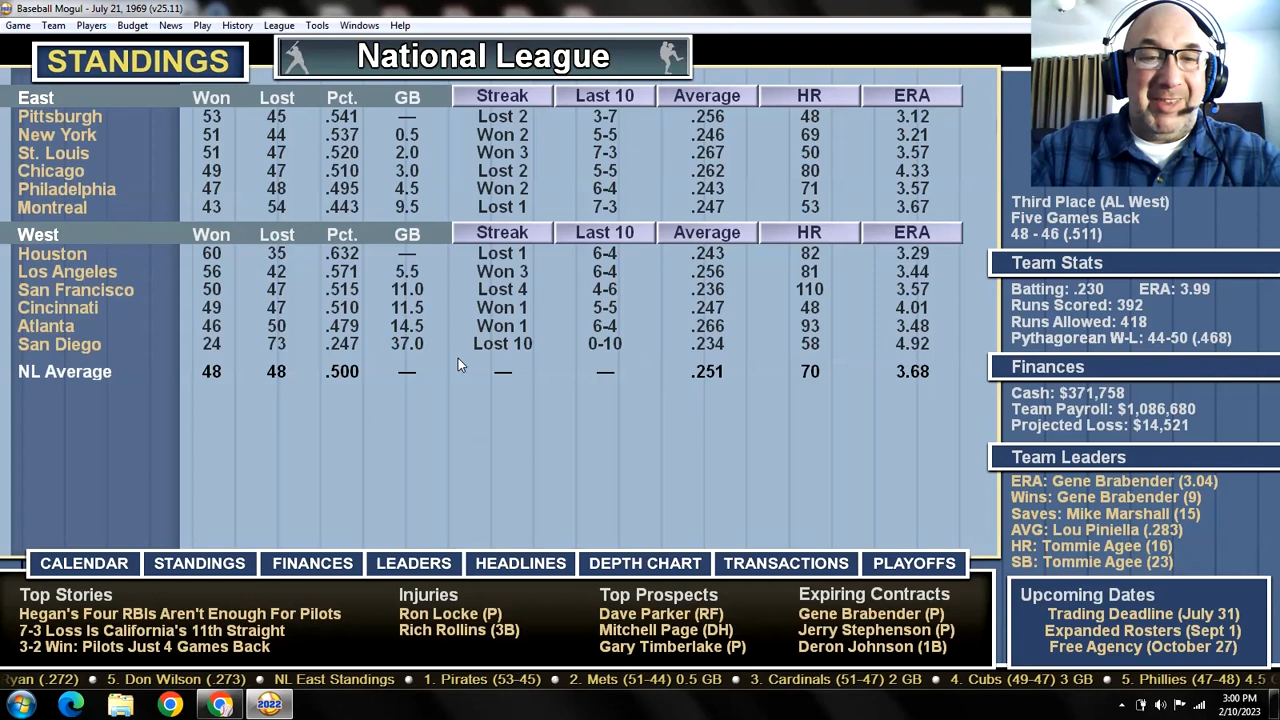 Baseball Mogul - July 21, 1969 (v25.11)
Game Team Players Budget News Play History League Tools Windows Help
STANDINGS
National League
East Won Lost Pct. GB Streak Last 10 Average HR ERA
Pittsburgh 53 45 .541 — Lost 2 3-7 .256 48 3.12
New York 51 44 .537 0.5 Won 2 5-5 .246 69 3.21
St. Louis 51 47 .520 2.0 Won 3 7-3 .267 50 3.57
Chicago 49 47 .510 3.0 Lost 2 5-5 .262 80 4.33
Philadelphia 47 48 .495 4.5 Won 2 6-4 .243 71 3.57
Montreal 43 54 .443 9.5 Lost 1 7-3 .247 53 3.67
West Won Lost Pct. GB Streak Last 10 Average HR ERA
Houston 60 35 .632 — Lost 1 6-4 .243 82 3.29
Los Angeles 56 42 .571 5.5 Won 3 6-4 .256 81 3.44
San Francisco 50 47 .515 11.0 Lost 4 4-6 .236 110 3.57
Cincinnati 49 47 .510 11.5 Won 1 5-5 .247 48 4.01
Atlanta 46 50 .479 14.5 Won 1 6-4 .266 93 3.48
San Diego 24 73 .247 37.0 Lost 10 0-10 .234 58 4.92
NL Average 48 48 .500 — — — .251 70 3.68
Third Place (AL West)
Five Games Back
48 - 46 (.511)
Team Stats
Batting: .230 ERA: 3.99
Runs Scored: 392
Runs Allowed: 418
Pythagorean W-L: 44-50 (.468)
Finances
Cash: $371,758
Team Payroll: $1,086,680
Projected Loss: $14,521
Team Leaders
ERA: Gene Brabender (3.04)
Wins: Gene Brabender (9)
Saves: Mike Marshall (15)
AVG: Lou Piniella (.283)
HR: Tommie Agee (16)
SB: Tommie Agee (23)
CALENDAR STANDINGS FINANCES LEADERS HEADLINES DEPTH CHART TRANSACTIONS PLAYOFFS
Top Stories
Hegan's Four RBIs Aren't Enough For Pilots
7-3 Loss Is California's 11th Straight
3-2 Win: Pilots Just 4 Games Back
Injuries
Ron Locke (P)
Rich Rollins (3B)
Top Prospects
Dave Parker (RF)
Mitchell Page (DH)
Gary Timberlake (P)
Expiring Contracts
Gene Brabender (P)
Jerry Stephenson (P)
Deron Johnson (1B)
Upcoming Dates
Trading Deadline (July 31)
Expanded Rosters (Sept 1)
Free Agency (October 27)
Ryan (.272) • 5. Don Wilson (.273) • NL East Standings • 1. Pirates (53-45) • 2. Mets (51-44) 0.5 GB • 3. Cardinals (51-47) 2 GB • 4. Cubs (49-47) 3 GB • 5. Phillies (47-48) 4.5
2022
3:00 PM
2/10/2023